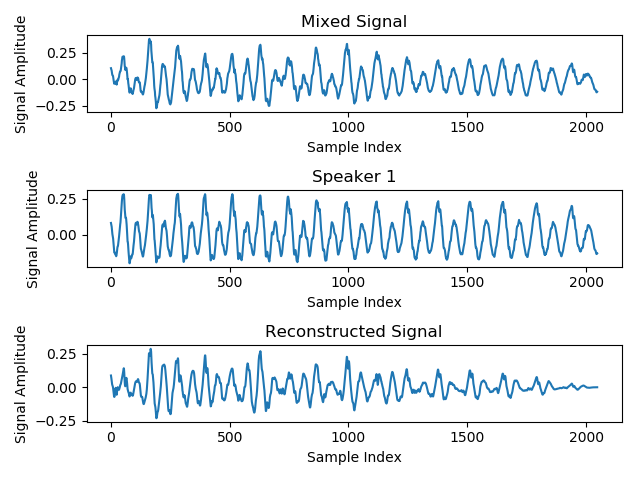 Mixed Signal
Signal Amplitude
0.25
0.00
−0.25
0 500 1000 1500 2000
Sample Index
Speaker 1
Signal Amplitude
0.25
0.00
0 500 1000 1500 2000
Sample Index
Reconstructed Signal
Signal Amplitude
0.25
0.00
−0.25
0 500 1000 1500 2000
Sample Index